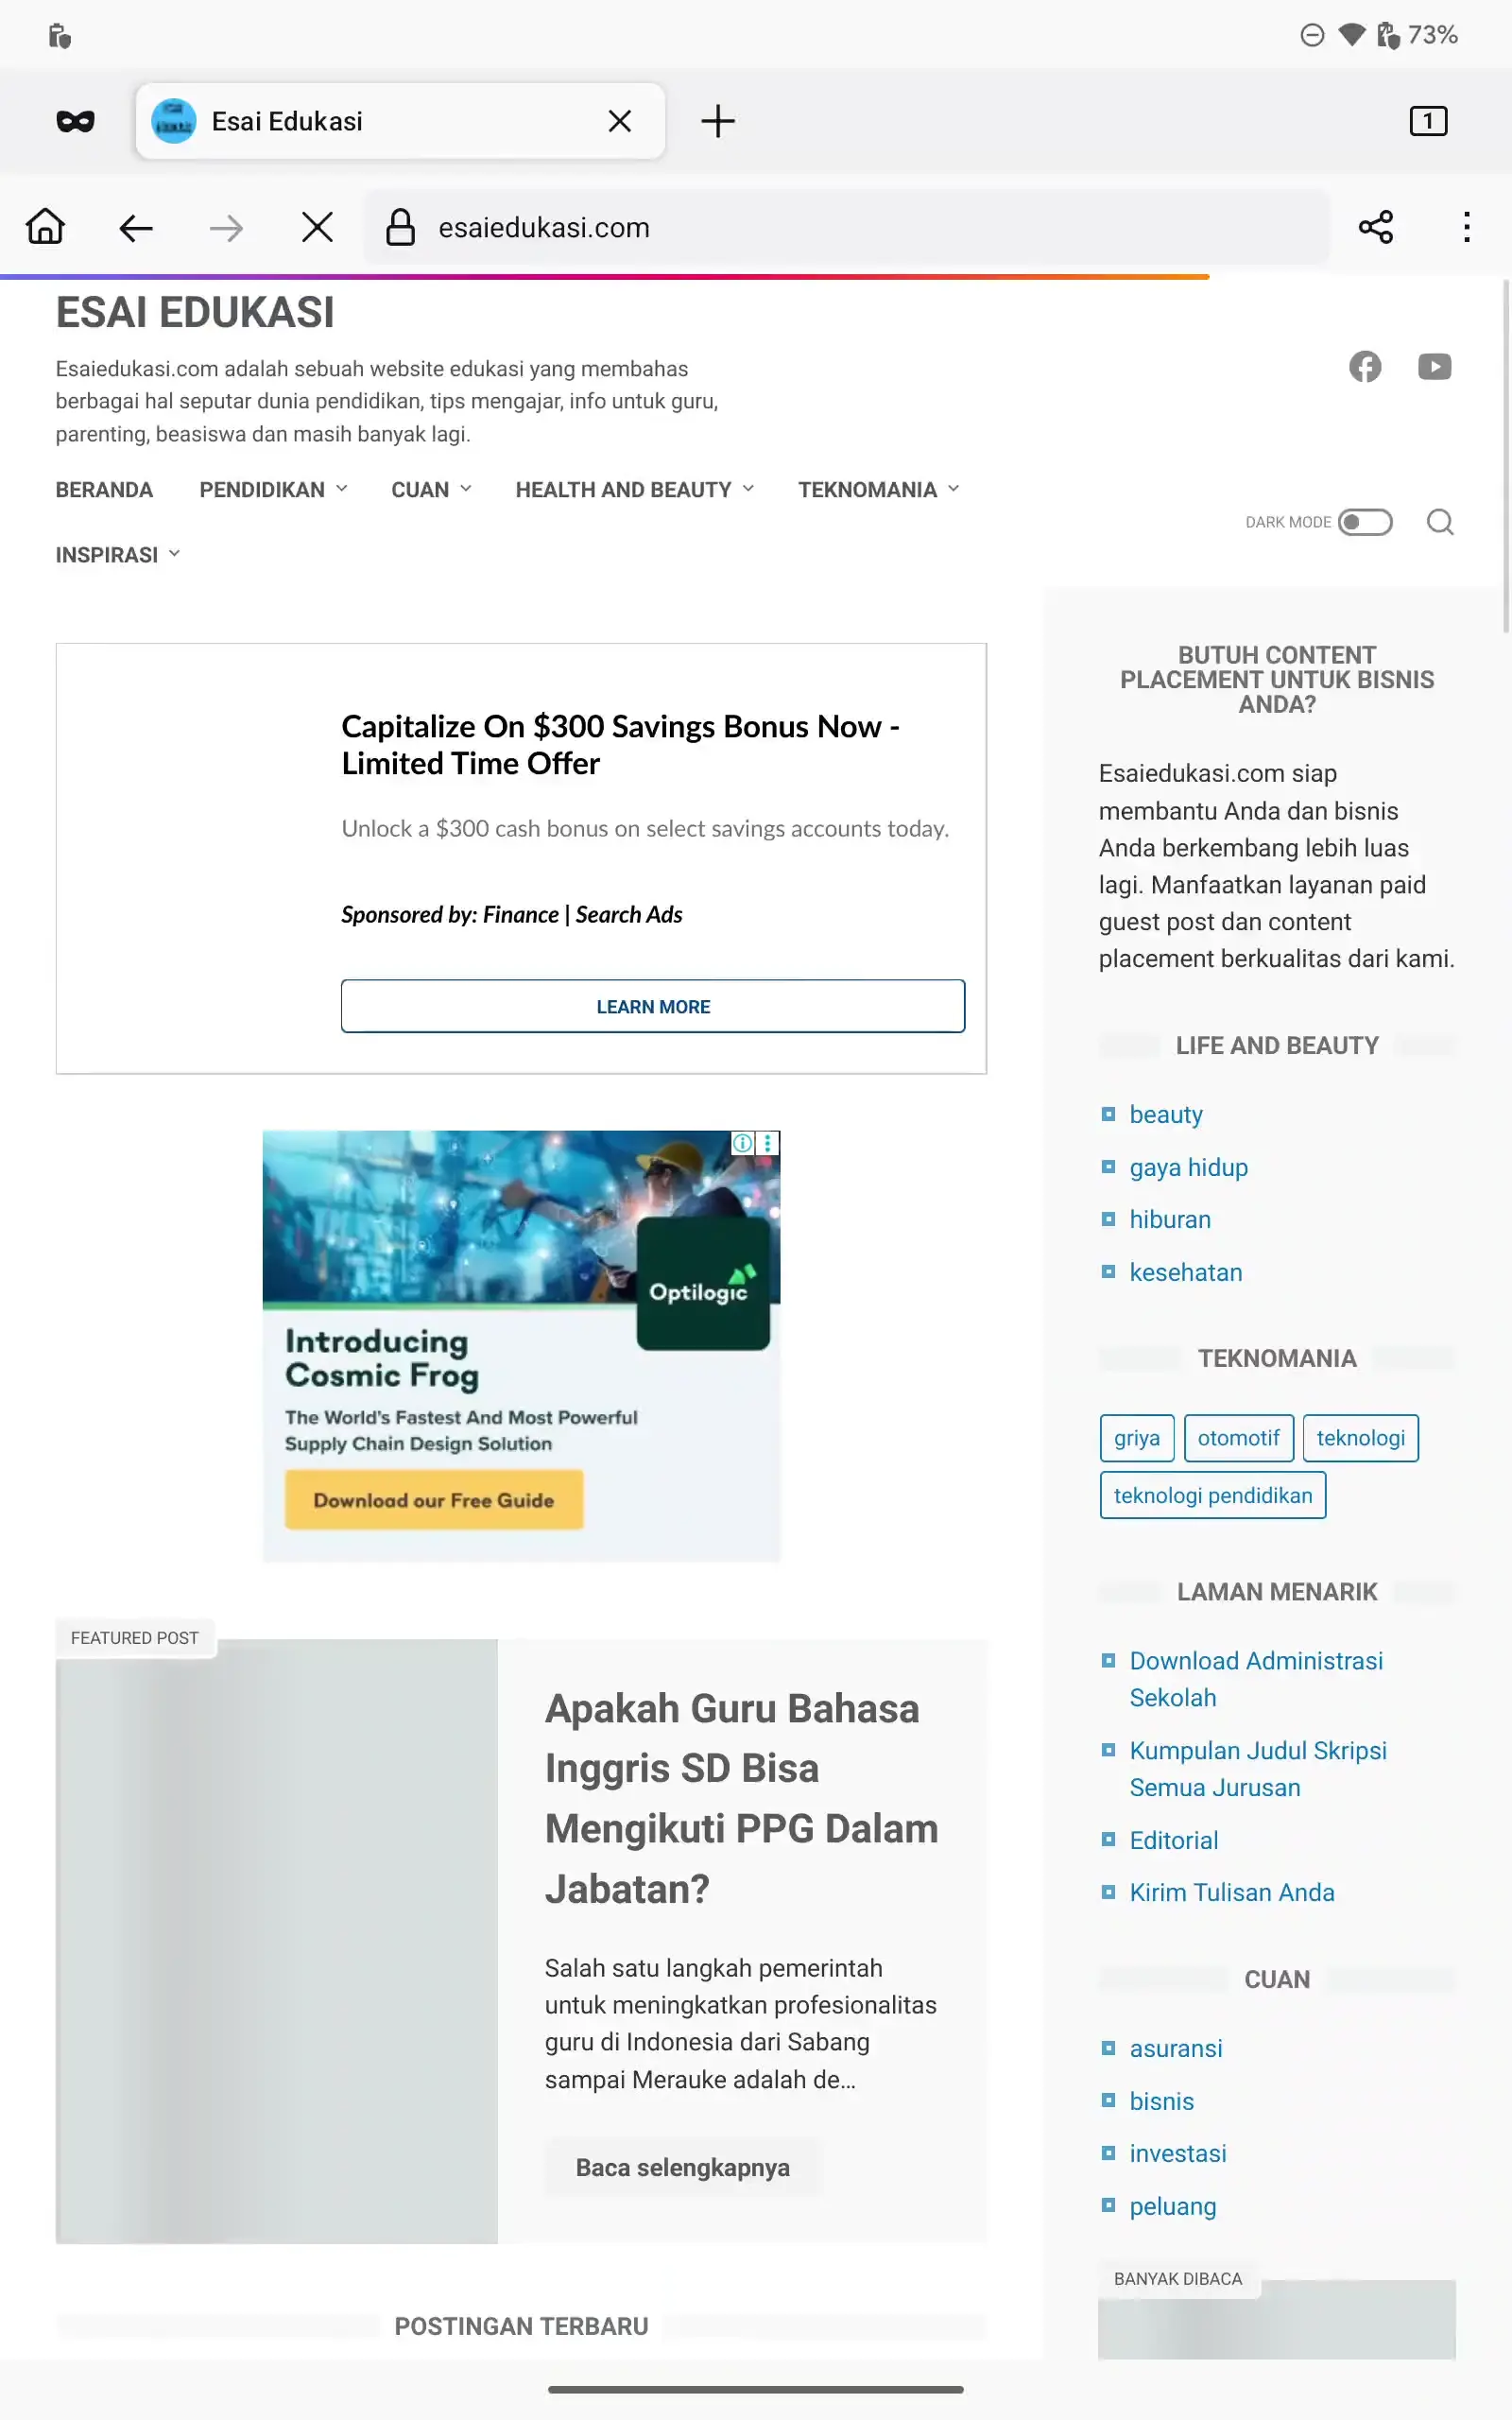 73%
Esai Edukasi
1
esaiedukasi.com
ESAI EDUKASI
Esaiedukasi.com adalah sebuah website edukasi yang membahas
berbagai hal seputar dunia pendidikan, tips mengajar, info untuk guru,
parenting, beasiswa dan masih banyak lagi.
BERANDA PENDIDIKAN CUAN HEALTH AND BEAUTY TEKNOMANIA
INSPIRASI
DARK MODE
Capitalize On $300 Savings Bonus Now -
Limited Time Offer
Unlock a $300 cash bonus on select savings accounts today.
Sponsored by: Finance | Search Ads
LEARN MORE
Optilogic
Introducing
Cosmic Frog
The World's Fastest And Most Powerful
Supply Chain Design Solution
Download our Free Guide
FEATURED POST
Apakah Guru Bahasa
Inggris SD Bisa
Mengikuti PPG Dalam
Jabatan?
Salah satu langkah pemerintah
untuk meningkatkan profesionalitas
guru di Indonesia dari Sabang
sampai Merauke adalah de...
Baca selengkapnya
POSTINGAN TERBARU
BUTUH CONTENT
PLACEMENT UNTUK BISNIS
ANDA?
Esaiedukasi.com siap
membantu Anda dan bisnis
Anda berkembang lebih luas
lagi. Manfaatkan layanan paid
guest post dan content
placement berkualitas dari kami.
LIFE AND BEAUTY
beauty
gaya hidup
hiburan
kesehatan
TEKNOMANIA
griya otomotif teknologi
teknologi pendidikan
LAMAN MENARIK
Download Administrasi
Sekolah
Kumpulan Judul Skripsi
Semua Jurusan
Editorial
Kirim Tulisan Anda
CUAN
asuransi
bisnis
investasi
peluang
BANYAK DIBACA